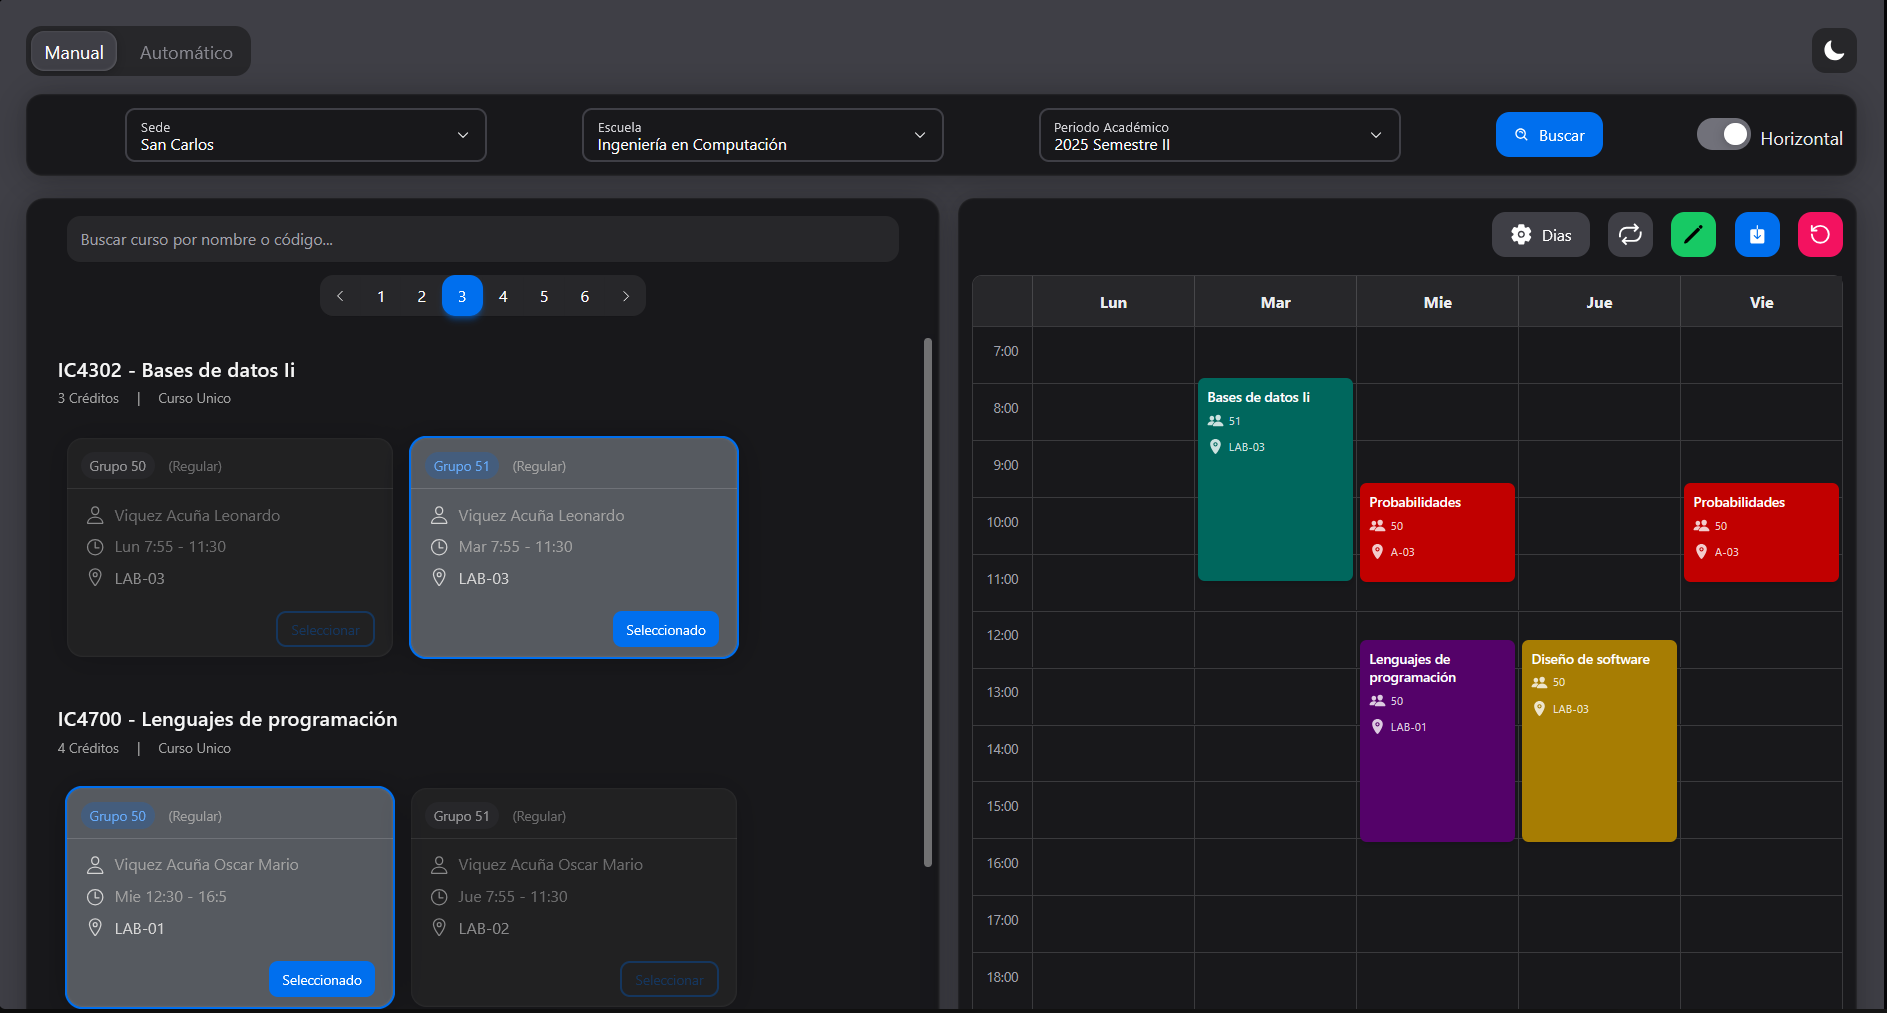 Manual Automático
Sede
San Carlos
Escuela
Ingeniería en Computación
Periodo Académico
2025 Semestre II
Buscar
Horizontal
Buscar curso por nombre o código...
1 2 3 4 5 6
IC4302 - Bases de datos Ii
3 Créditos | Curso Unico
Grupo 50 (Regular)
Viquez Acuña Leonardo
Lun 7:55 - 11:30
LAB-03
Seleccionar
Grupo 51 (Regular)
Viquez Acuña Leonardo
Mar 7:55 - 11:30
LAB-03
Seleccionado
IC4700 - Lenguajes de programación
4 Créditos | Curso Unico
Grupo 50 (Regular)
Viquez Acuña Oscar Mario
Mie 12:30 - 16:5
LAB-01
Seleccionado
Grupo 51 (Regular)
Viquez Acuña Oscar Mario
Jue 7:55 - 11:30
LAB-02
Seleccionar
Dias
Lun Mar Mie Jue Vie
7:00
8:00
9:00
10:00
11:00
12:00
13:00
14:00
15:00
16:00
17:00
18:00
Bases de datos Ii
51
LAB-03
Probabilidades
50
A-03
Probabilidades
50
A-03
Lenguajes de
programación
50
LAB-01
Diseño de software
50
LAB-03